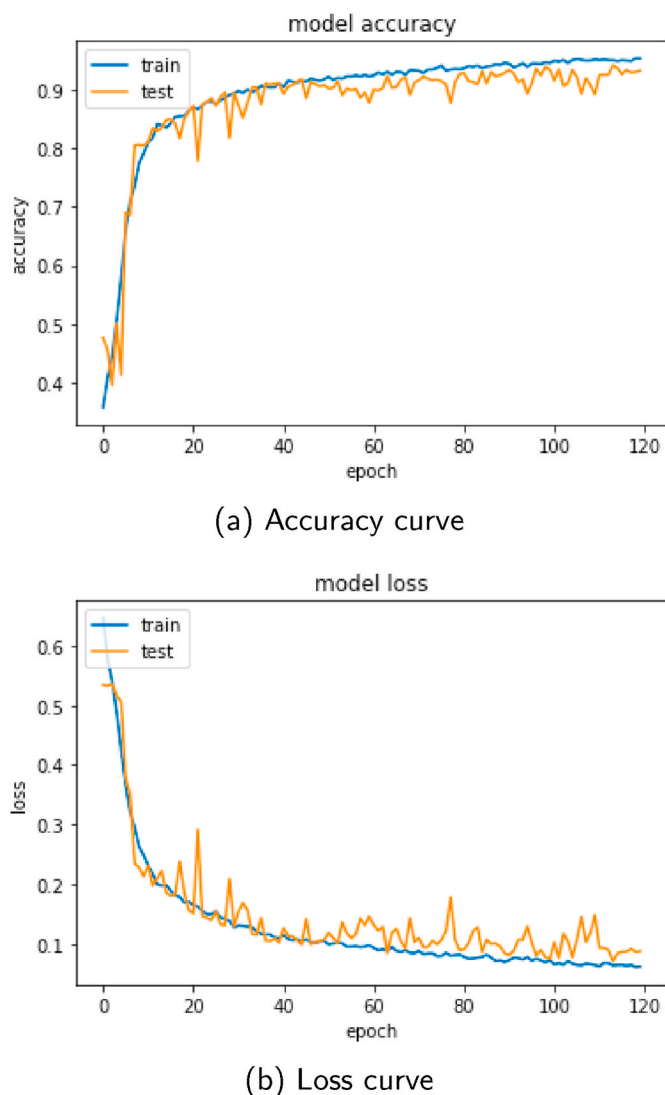 model accuracy
train
test
0.9
0.8
0.7
0.6
0.5
0.4
accuracy
0 20 40 60 80 100 120
epoch
(a) Accuracy curve
model loss
train
test
0.6
0.5
0.4
0.3
0.2
0.1
loss
0 20 40 60 80 100 120
epoch
(b) Loss curve